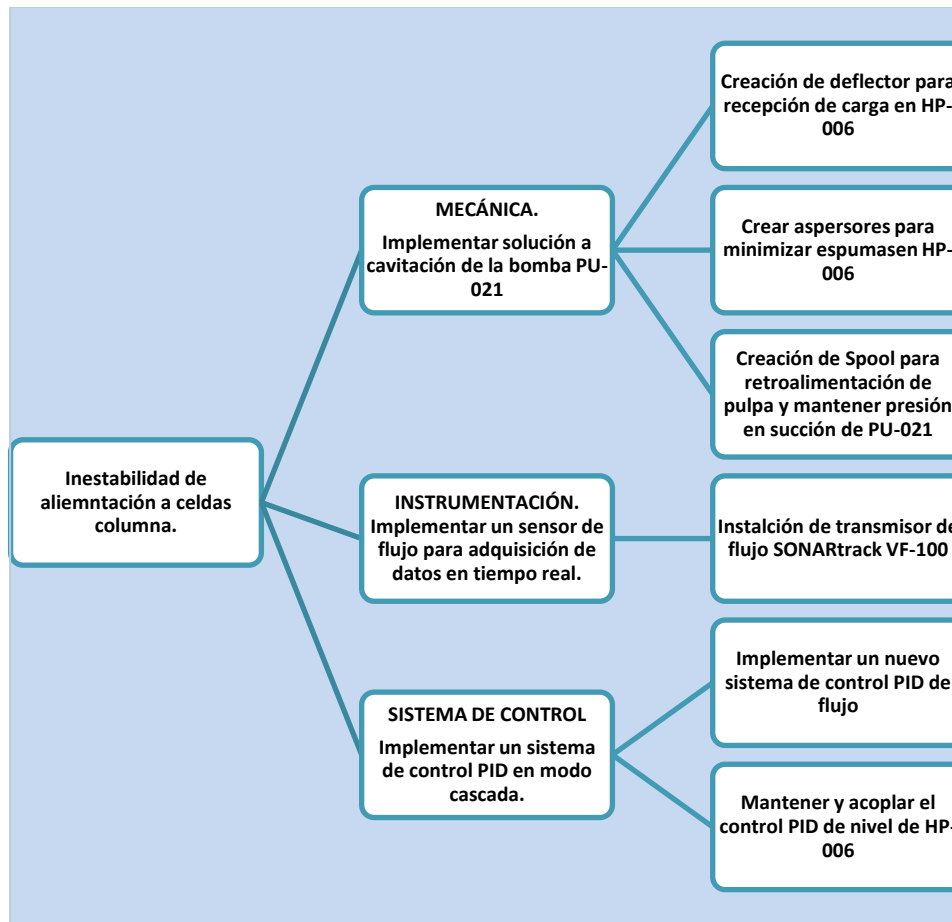 Inestabilidad de
aliemntación a celdas
columna.
MECÁNICA.
Implementar solución a
cavitación de la bomba PU-
021
Creación de deflector para
recepción de carga en HP-
006
Crear aspersores para
minimizar espumasen HP-
006
Creación de Spool para
retroalimentación de
pulpa y mantener presión
en succión de PU-021
INSTRUMENTACIÓN.
Implementar un sensor de
flujo para adquisición de
datos en tiempo real.
Instalción de transmisor de
flujo SONARtrack VF-100
SISTEMA DE CONTROL
Implementar un sistema
de control PID en modo
cascada.
Implementar un nuevo
sistema de control PID de
flujo
Mantener y acoplar el
control PID de nivel de HP-
006